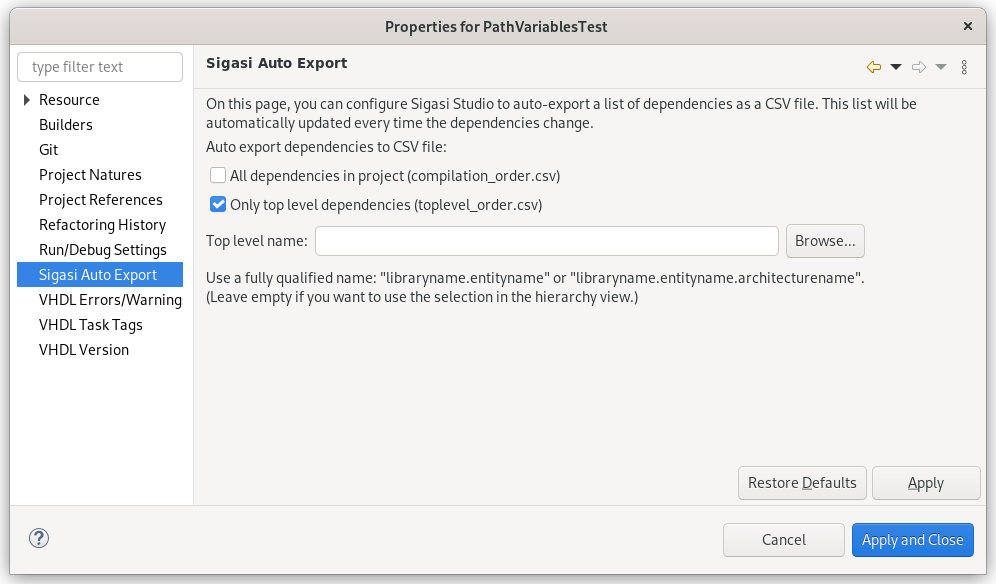 Properties for PathVariablesTest
type filter text
Resource
Builders
Git
Project Natures
Project References
Refactoring History
Run/Debug Settings
Sigasi Auto Export
VHDL Errors/Warning
VHDL Task Tags
VHDL Version
Sigasi Auto Export
On this page, you can configure Sigasi Studio to auto-export a list of dependencies as a CSV file. This list will be
automatically updated every time the dependencies change.
Auto export dependencies to CSV file:
All dependencies in project (compilation_order.csv)
Only top level dependencies (toplevel_order.csv)
Top level name:
Browse...
Use a fully qualified name: "libraryname.entityname" or "libraryname.entityname.architecturename".
(Leave empty if you want to use the selection in the hierarchy view.)
Restore Defaults
Apply
?
Cancel
Apply and Close